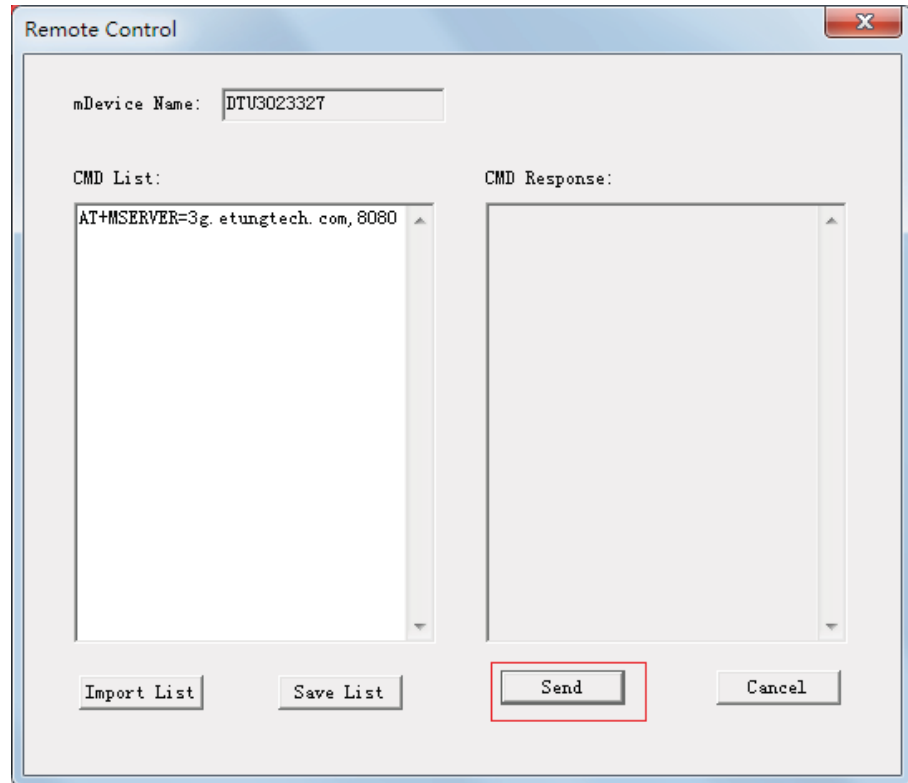 Remote Control
mDevice Name: DTU3023327
CMD List:
CMD Response:
AT+MSERVER=3g.etungtech.com,8080
Import List
Save List
Send
Cancel